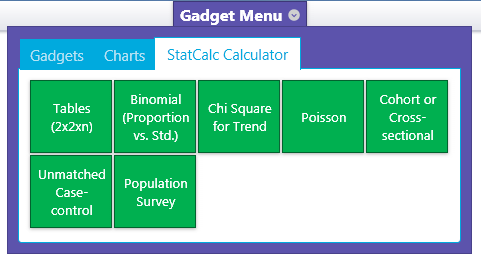 Gadget Menu
Gadgets Charts StatCalc Calculator
Tables
(2x2xn)
Binomial
(Proportion
vs. Std.)
Chi Square
for Trend
Poisson
Cohort or
Cross-
sectional
Unmatched
Case-
control
Population
Survey